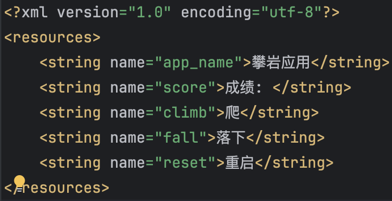 <?xml version="1.0" encoding="utf-8"?>
<resources>
    <string name="app_name">攀岩应用</string>
    <string name="score">成绩: </string>
    <string name="climb">爬</string>
    <string name="fall">落下</string>
    <string name="reset">重启</string>
</resources>